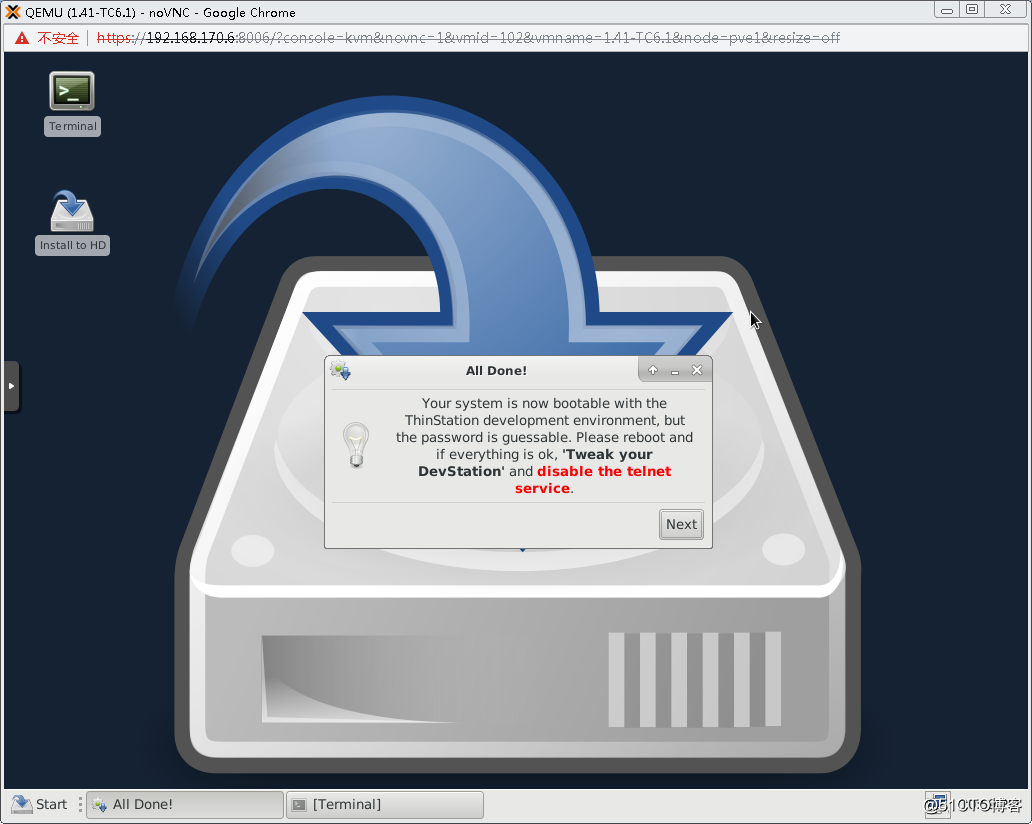 QEMU (1.41-TC6.1) - noVNC - Google Chrome
不安全 | https://192.168.170.6:8006/?console=kvm&novnc=1&vmid=102&vmname=1.41-TC6.1&node=pve1&resize=off
Terminal
Install to HD
All Done!
Your system is now bootable with the
ThinStation development environment, but
the password is guessable. Please reboot and
if everything is ok, 'Tweak your
DevStation' and disable the telnet
service.
Next
Start
All Done!
[Terminal]
@51CTO博客